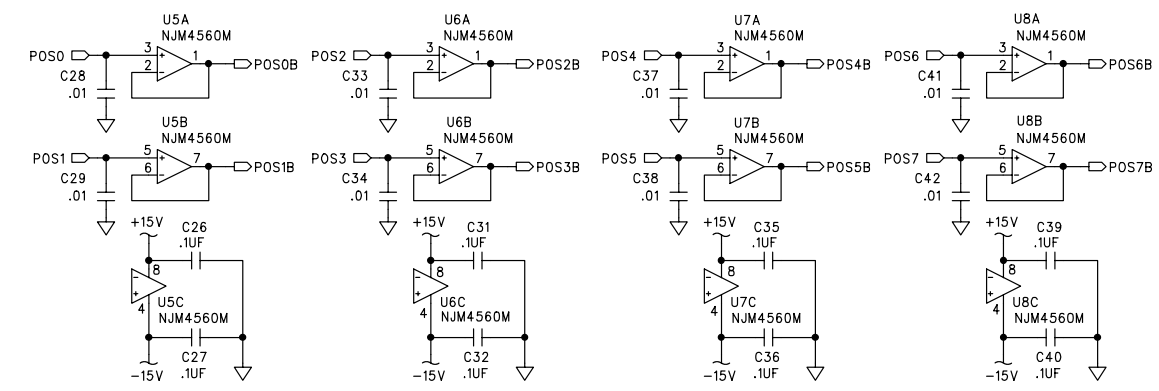 U5A
NJM4560M
POS0
3
+
2
-
1
POS0B
C28
.01
U6A
NJM4560M
POS2
3
+
2
-
1
POS2B
C33
.01
U7A
NJM4560M
POS4
3
+
2
-
1
POS4B
C37
.01
U8A
NJM4560M
POS6
3
+
2
-
1
POS6B
C41
.01
U5B
NJM4560M
POS1
5
+
6
-
7
POS1B
C29
.01
U6B
NJM4560M
POS3
5
+
6
-
7
POS3B
C34
.01
U7B
NJM4560M
POS5
5
+
6
-
7
POS5B
C38
.01
U8B
NJM4560M
POS7
5
+
6
-
7
POS7B
C42
.01
+15V
C26
.1UF
8
-
+
4
U5C
NJM4560M
C27
.1UF
-15V
+15V
C31
.1UF
8
-
+
4
U6C
NJM4560M
C32
.1UF
-15V
+15V
C35
.1UF
8
-
+
4
U7C
NJM4560M
C36
.1UF
-15V
+15V
C39
.1UF
8
-
+
4
U8C
NJM4560M
C40
.1UF
-15V